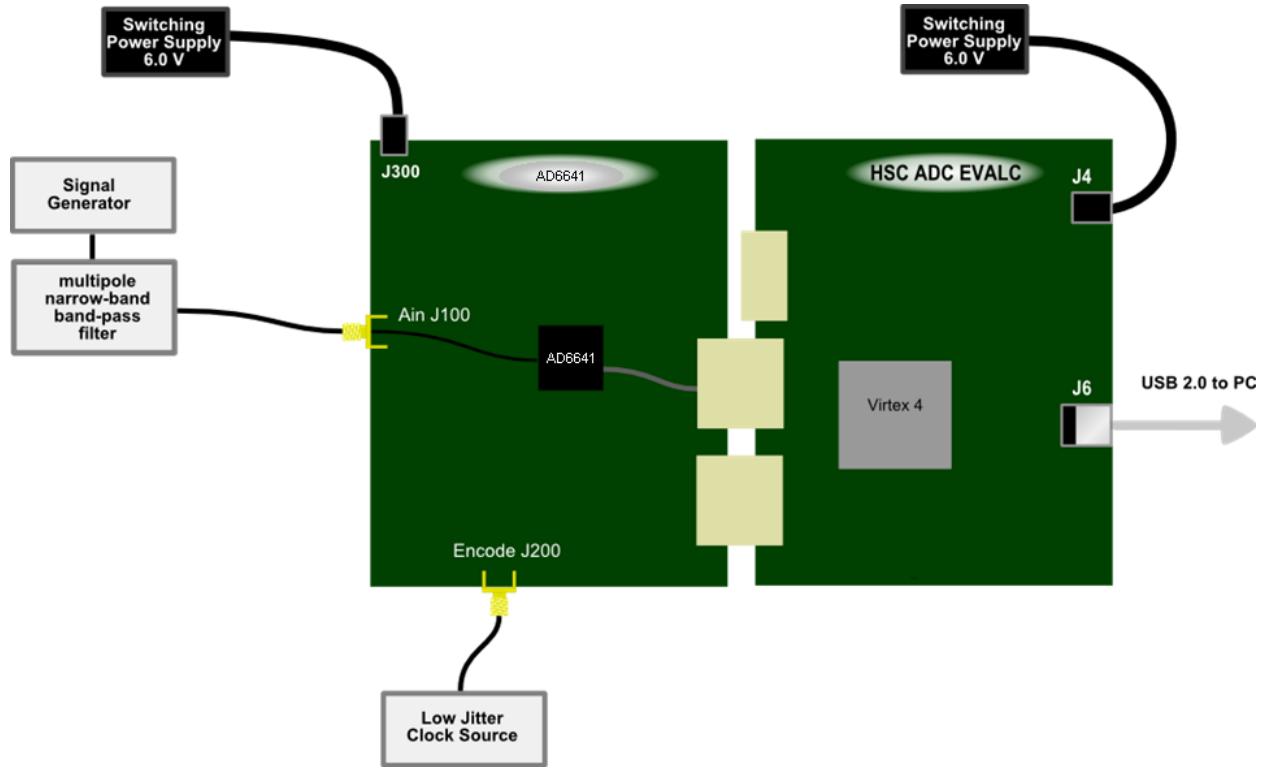 Switching
Power Supply
6.0 V
Switching
Power Supply
6.0 V
J300
AD6641
HSC ADC EVALC
J4
Signal
Generator
multipole
narrow-band
band-pass
filter
Ain J100
AD6641
Virtex 4
J6
USB 2.0 to PC
Encode J200
Low Jitter
Clock Source